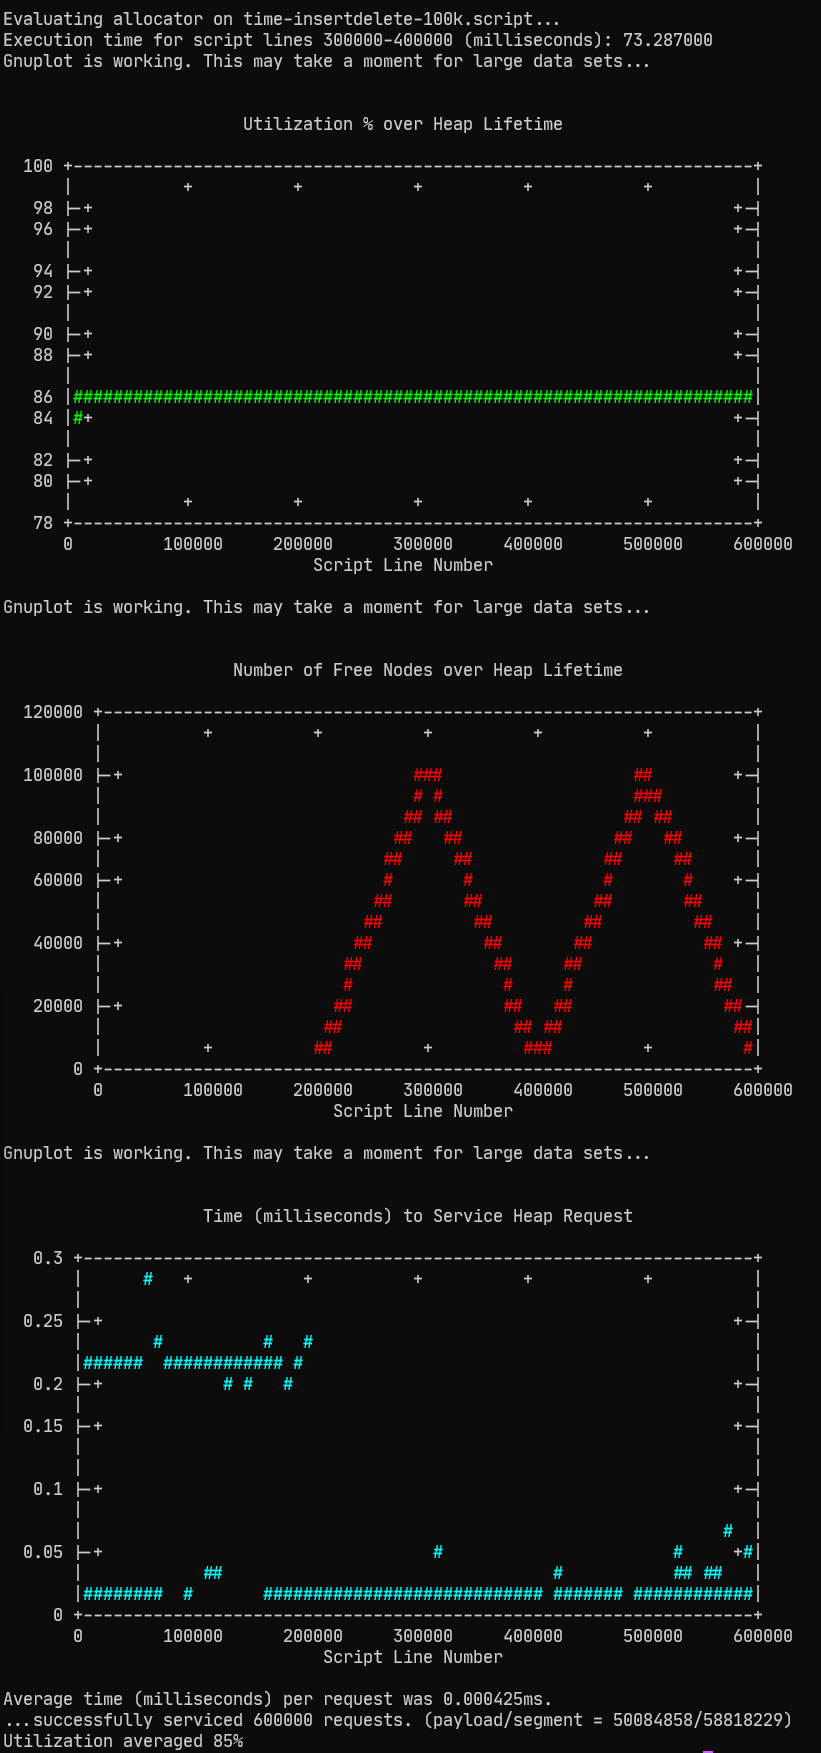 Evaluating allocator on time-insertdelete-100k.script...
Execution time for script lines 300000-400000 (milliseconds): 73.287000
Gnuplot is working. This may take a moment for large data sets...
Utilization % over Heap Lifetime
100
98
96
94
92
90
88
86
84
82
80
78
0 100000 200000 300000 400000 500000 600000
Script Line Number
Gnuplot is working. This may take a moment for large data sets...
Number of Free Nodes over Heap Lifetime
120000
100000
80000
60000
40000
20000
0
0 100000 200000 300000 400000 500000 600000
Script Line Number
Gnuplot is working. This may take a moment for large data sets...
Time (milliseconds) to Service Heap Request
0.3
0.25
0.2
0.15
0.1
0.05
0
0 100000 200000 300000 400000 500000 600000
Script Line Number
Average time (milliseconds) per request was 0.000425ms.
...successfully serviced 600000 requests. (payload/segment = 50084858/58818229)
Utilization averaged 85%